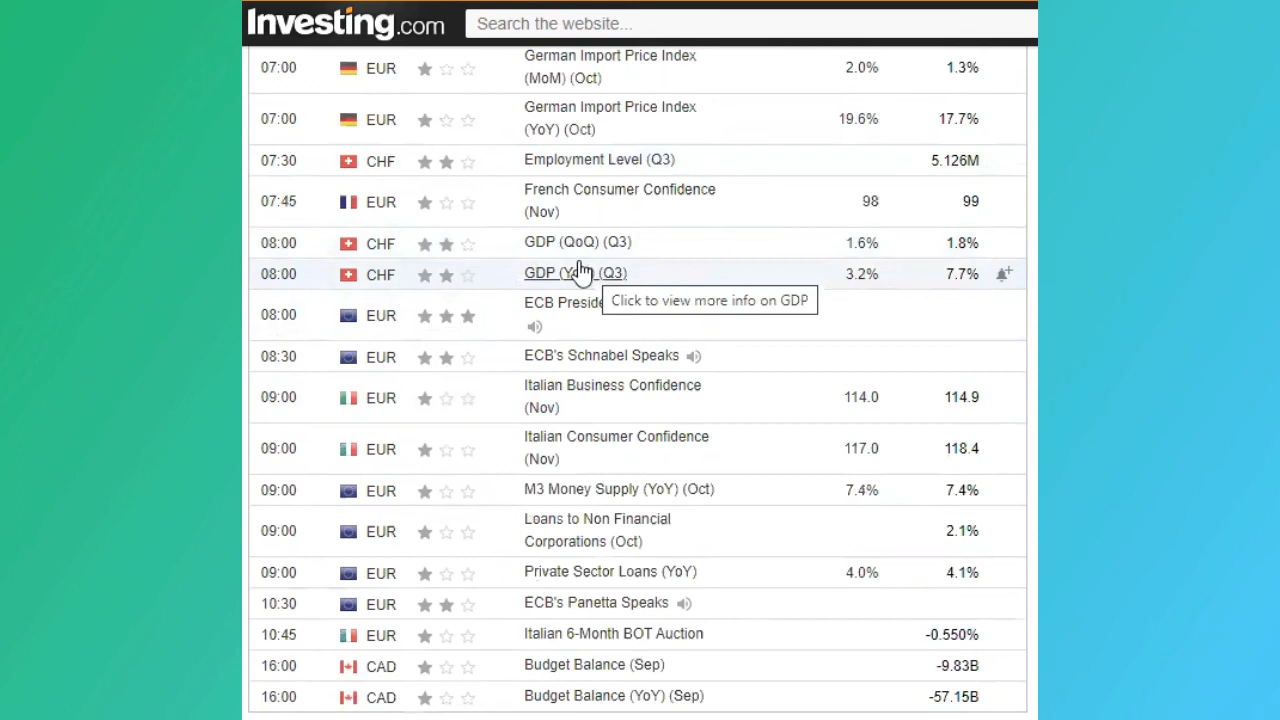 Investing.com Search the website...
German Import Price Index
07:00 EUR 2.0% 1.3%
(MoM) (Oct)
German Import Price Index
07:00 EUR 19.6% 17.7%
(YoY) (Oct)
07:30 CHF Employment Level (Q3) 5.126M
French Consumer Confidence
07:45 EUR 98 99
(Nov)
08:00 CHF GDP (QoQ) (Q3) 1.6% 1.8%
08:00 CHF GDP (Q3) 3.2% 7.7%
Click to view more info on GDP
ECB
08:00 EUR
08:30 EUR ECB's Schnabel Speaks
Italian Business Confidence
09:00 EUR 114.0 114.9
(Nov)
Italian Consumer Confidence
09:00 EUR 117.0 118.4
(Nov)
09:00 EUR M3 Money Supply (YoY) (Oct) 7.4% 7.4%
Loans to Non Financial
09:00 EUR 2.1%
Corporations (Oct)
09:00 EUR Private Sector Loans (YoY) 4.0% 4.1%
10:30 EUR ECB's Panetta Speaks
10:45 EUR Italian 6-Month BOT Auction -0.550%
16:00 CAD Budget Balance (Sep) -9.83B
16:00 CAD Budget Balance (YoY) (Sep) -57.15B